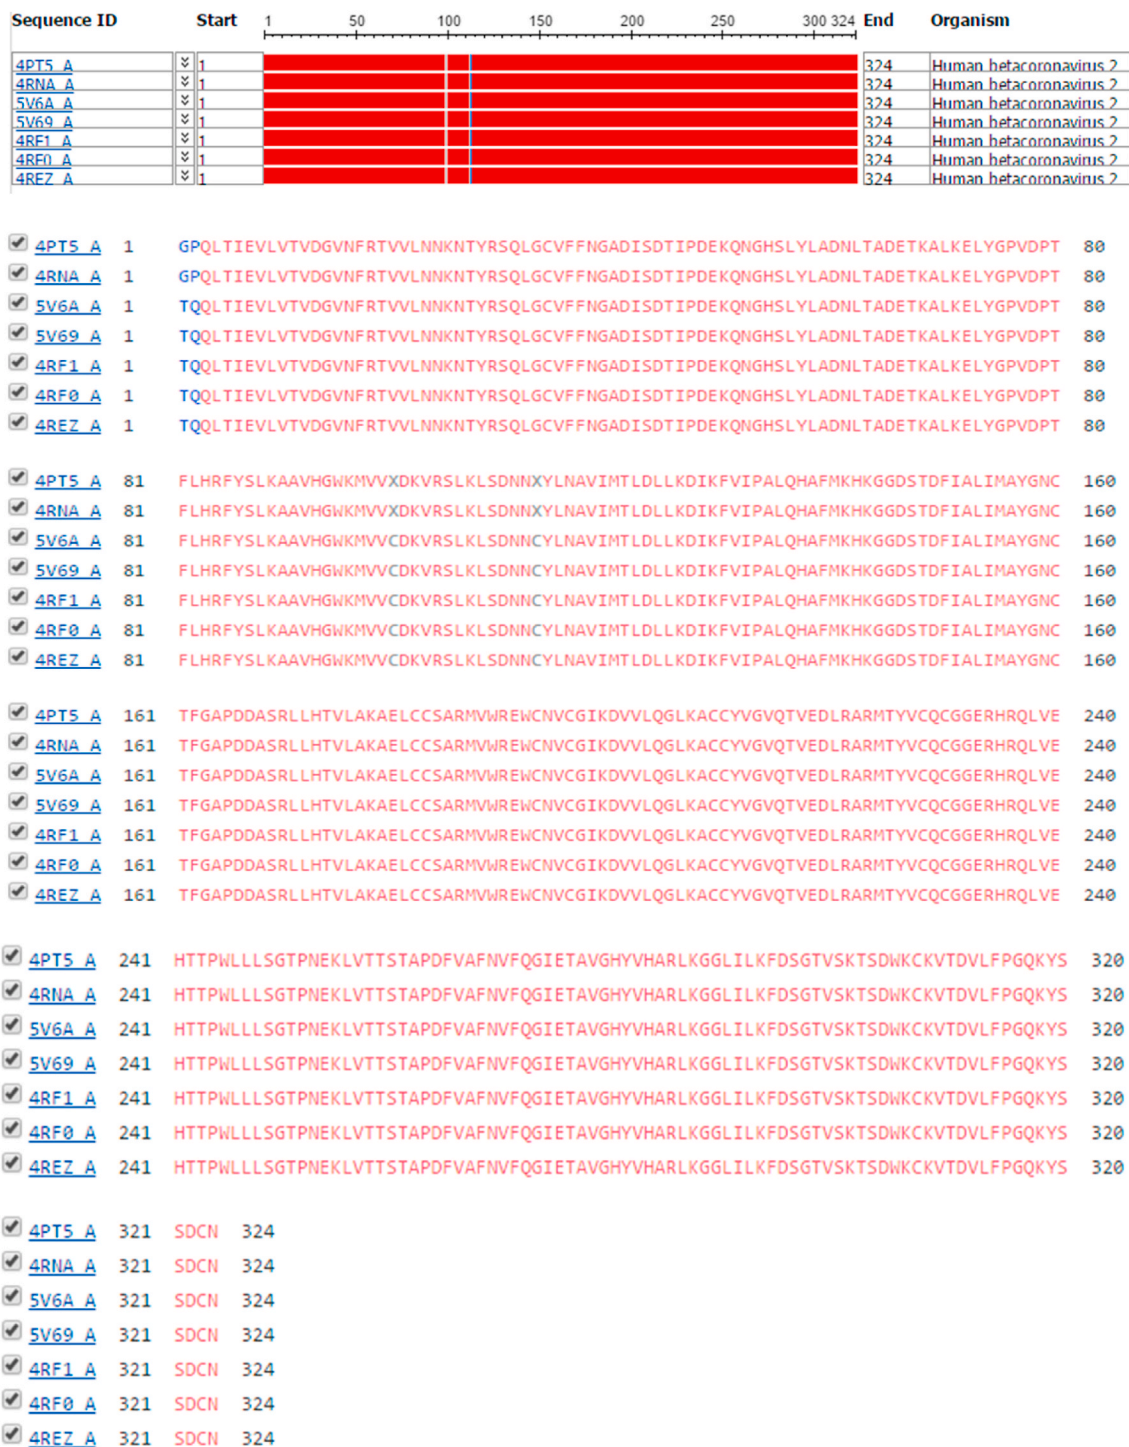 Sequence ID Start 1 50 100 150 200 250 300 324 End Organism
4PT5_A 1 324 Human betacoronavirus 2
4RNA_A 1 324 Human betacoronavirus 2
5V6A_A 1 324 Human betacoronavirus 2
5V69_A 1 324 Human betacoronavirus 2
4RF1_A 1 324 Human betacoronavirus 2
4RF0_A 1 324 Human betacoronavirus 2
4REZ_A 1 324 Human betacoronavirus 2
4PT5_A 1 GPQLTIEVLVTVDGVNFRTVVLNNKNTYRSQLGCVFFNGADISDTIPDEKQNGHSLYLADNLTADETKALKELYGPVDPT 80
4RNA_A 1 GPQLTIEVLVTVDGVNFRTVVLNNKNTYRSQLGCVFFNGADISDTIPDEKQNGHSLYLADNLTADETKALKELYGPVDPT 80
5V6A_A 1 TQQLTIEVLVTVDGVNFRTVVLNNKNTYRSQLGCVFFNGADISDTIPDEKQNGHSLYLADNLTADETKALKELYGPVDPT 80
5V69_A 1 TQQLTIEVLVTVDGVNFRTVVLNNKNTYRSQLGCVFFNGADISDTIPDEKQNGHSLYLADNLTADETKALKELYGPVDPT 80
4RF1_A 1 TQQLTIEVLVTVDGVNFRTVVLNNKNTYRSQLGCVFFNGADISDTIPDEKQNGHSLYLADNLTADETKALKELYGPVDPT 80
4RF0_A 1 TQQLTIEVLVTVDGVNFRTVVLNNKNTYRSQLGCVFFNGADISDTIPDEKQNGHSLYLADNLTADETKALKELYGPVDPT 80
4REZ_A 1 TQQLTIEVLVTVDGVNFRTVVLNNKNTYRSQLGCVFFNGADISDTIPDEKQNGHSLYLADNLTADETKALKELYGPVDPT 80
4PT5_A 81 FLHRFYSLKAAVHGWKMVVXDKVRSLKLSDNNXYLNAVIMTLDLLKDIKFVIPALQHAFMKHKGGDSTDFIALIMAYGNC 160
4RNA_A 81 FLHRFYSLKAAVHGWKMVVXDKVRSLKLSDNNXYLNAVIMTLDLLKDIKFVIPALQHAFMKHKGGDSTDFIALIMAYGNC 160
5V6A_A 81 FLHRFYSLKAAVHGWKMVVCDKVRSLKLSDNNCYLNAVIMTLDLLKDIKFVIPALQHAFMKHKGGDSTDFIALIMAYGNC 160
5V69_A 81 FLHRFYSLKAAVHGWKMVVCDKVRSLKLSDNNCYLNAVIMTLDLLKDIKFVIPALQHAFMKHKGGDSTDFIALIMAYGNC 160
4RF1_A 81 FLHRFYSLKAAVHGWKMVVCDKVRSLKLSDNNCYLNAVIMTLDLLKDIKFVIPALQHAFMKHKGGDSTDFIALIMAYGNC 160
4RF0_A 81 FLHRFYSLKAAVHGWKMVVCDKVRSLKLSDNNCYLNAVIMTLDLLKDIKFVIPALQHAFMKHKGGDSTDFIALIMAYGNC 160
4REZ_A 81 FLHRFYSLKAAVHGWKMVVCDKVRSLKLSDNNCYLNAVIMTLDLLKDIKFVIPALQHAFMKHKGGDSTDFIALIMAYGNC 160
4PT5_A 161 TFGAPDDASRLLHTVLAKAELCCSARMVWREWCNVCGIKDVVLQGLKACCYVGVQTVEDLRARMTYVCQCGGERHRQLVE 240
4RNA_A 161 TFGAPDDASRLLHTVLAKAELCCSARMVWREWCNVCGIKDVVLQGLKACCYVGVQTVEDLRARMTYVCQCGGERHRQLVE 240
5V6A_A 161 TFGAPDDASRLLHTVLAKAELCCSARMVWREWCNVCGIKDVVLQGLKACCYVGVQTVEDLRARMTYVCQCGGERHRQLVE 240
5V69_A 161 TFGAPDDASRLLHTVLAKAELCCSARMVWREWCNVCGIKDVVLQGLKACCYVGVQTVEDLRARMTYVCQCGGERHRQLVE 240
4RF1_A 161 TFGAPDDASRLLHTVLAKAELCCSARMVWREWCNVCGIKDVVLQGLKACCYVGVQTVEDLRARMTYVCQCGGERHRQLVE 240
4RF0_A 161 TFGAPDDASRLLHTVLAKAELCCSARMVWREWCNVCGIKDVVLQGLKACCYVGVQTVEDLRARMTYVCQCGGERHRQLVE 240
4REZ_A 161 TFGAPDDASRLLHTVLAKAELCCSARMVWREWCNVCGIKDVVLQGLKACCYVGVQTVEDLRARMTYVCQCGGERHRQLVE 240
4PT5_A 241 HTTPWLLLSGTPNEKLVTTSTAPDFVAFNVFQGIETAVGHYVHARLKGGLILKFDSGTVSKTSDWKCKVTDVLFPGQKYS 320
4RNA_A 241 HTTPWLLLSGTPNEKLVTTSTAPDFVAFNVFQGIETAVGHYVHARLKGGLILKFDSGTVSKTSDWKCKVTDVLFPGQKYS 320
5V6A_A 241 HTTPWLLLSGTPNEKLVTTSTAPDFVAFNVFQGIETAVGHYVHARLKGGLILKFDSGTVSKTSDWKCKVTDVLFPGQKYS 320
5V69_A 241 HTTPWLLLSGTPNEKLVTTSTAPDFVAFNVFQGIETAVGHYVHARLKGGLILKFDSGTVSKTSDWKCKVTDVLFPGQKYS 320
4RF1_A 241 HTTPWLLLSGTPNEKLVTTSTAPDFVAFNVFQGIETAVGHYVHARLKGGLILKFDSGTVSKTSDWKCKVTDVLFPGQKYS 320
4RF0_A 241 HTTPWLLLSGTPNEKLVTTSTAPDFVAFNVFQGIETAVGHYVHARLKGGLILKFDSGTVSKTSDWKCKVTDVLFPGQKYS 320
4REZ_A 241 HTTPWLLLSGTPNEKLVTTSTAPDFVAFNVFQGIETAVGHYVHARLKGGLILKFDSGTVSKTSDWKCKVTDVLFPGQKYS 320
4PT5_A 321 SDCN 324
4RNA_A 321 SDCN 324
5V6A_A 321 SDCN 324
5V69_A 321 SDCN 324
4RF1_A 321 SDCN 324
4RF0_A 321 SDCN 324
4REZ_A 321 SDCN 324